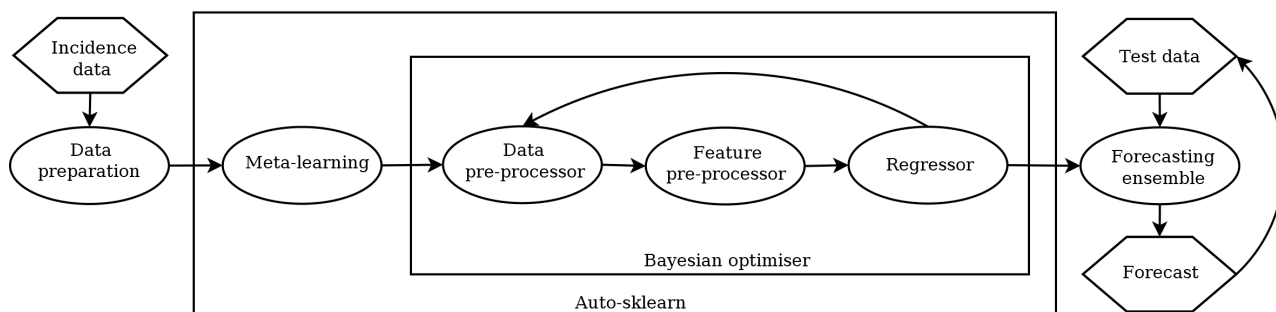 Incidence
data
Data
preparation
Meta-learning
Data
pre-processor
Feature
pre-processor
Regressor
Bayesian optimiser
Auto-sklearn
Test data
Forecasting
ensemble
Forecast